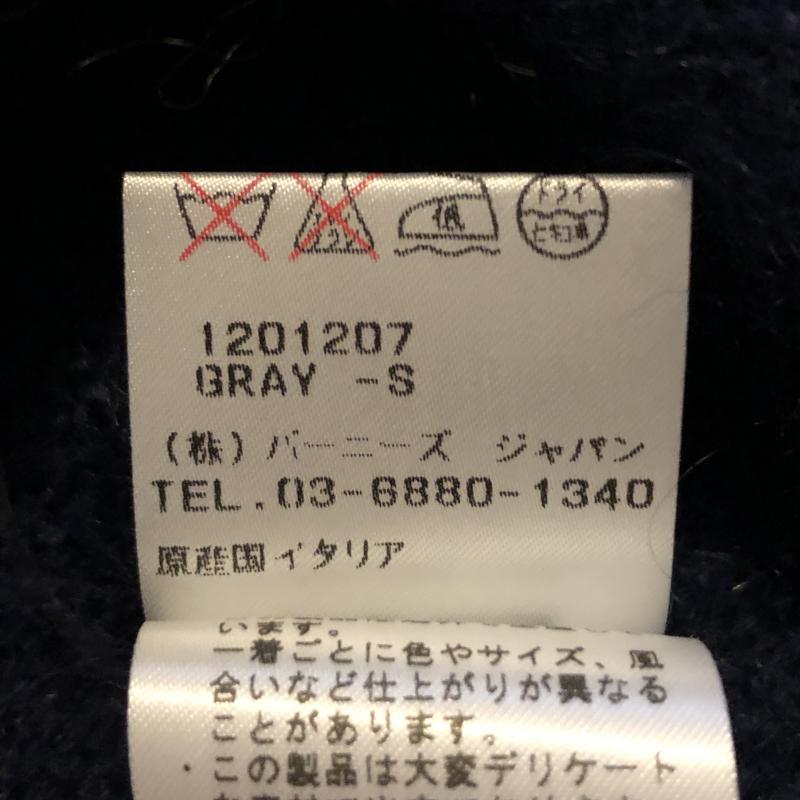 低
ドライ
セキユ系
1201207
GRAY -S
(株)バーニーズ ジャパン
TEL.03-6880-1340
原産国イタリア
います。
一着ごとに色やサイズ、風
合いなど仕上がりが異なる
ことがあります。
・この製品は大変デリケート